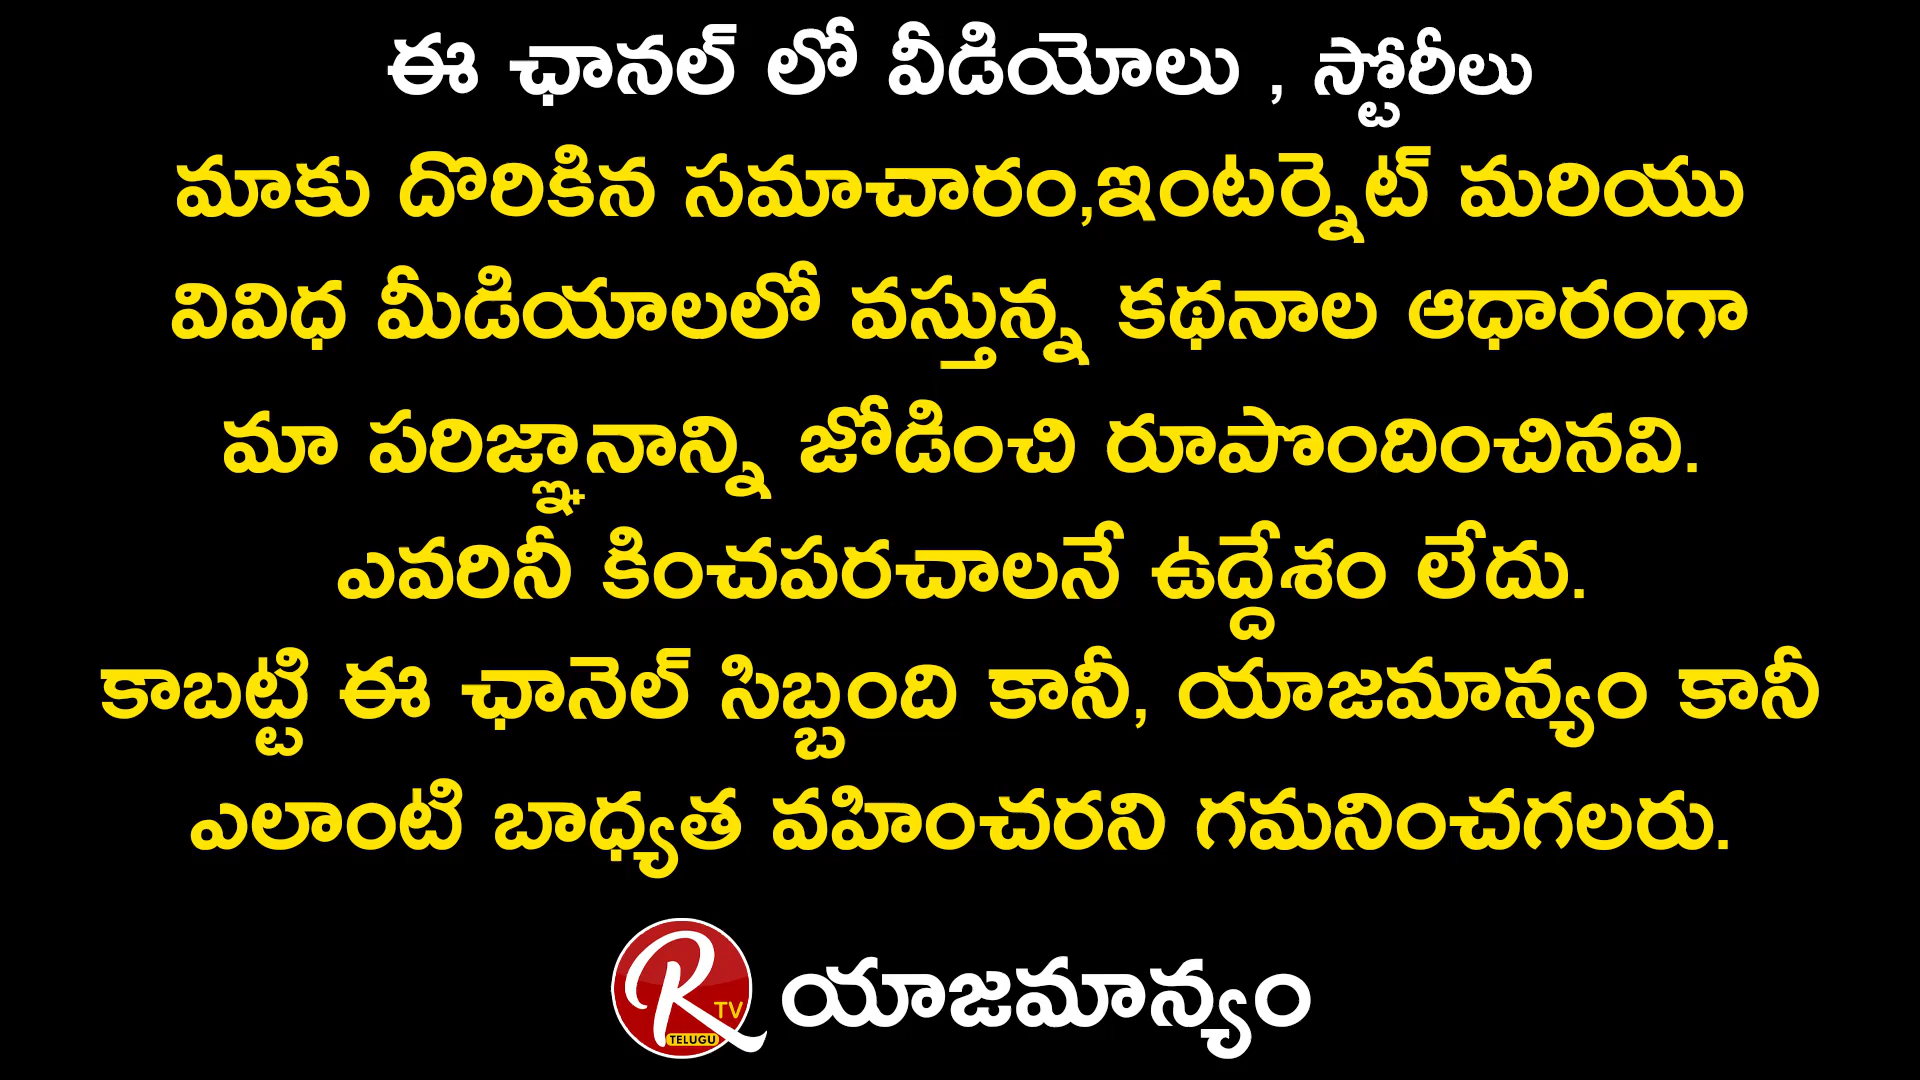 ఈ ఛానల్ లో వీడియోలు , స్టోరీలు
మాకు దొరికిన సమాచారం,ఇంటర్నెట్ మరియు
వివిధ మీడియాలలో వస్తున్న కథనాల ఆధారంగా
మా పరిజ్ఞానాన్ని జోడించి రూపొందించినవి.
ఎవరినీ కించపరచాలనే ఉద్దేశం లేదు.
కాబట్టి ఈ ఛానెల్ సిబ్బంది కానీ, యాజమాన్యం కానీ
ఎలాంటి బాధ్యత వహించరని గమనించగలరు.
R TV TELUGU యాజమాన్యం